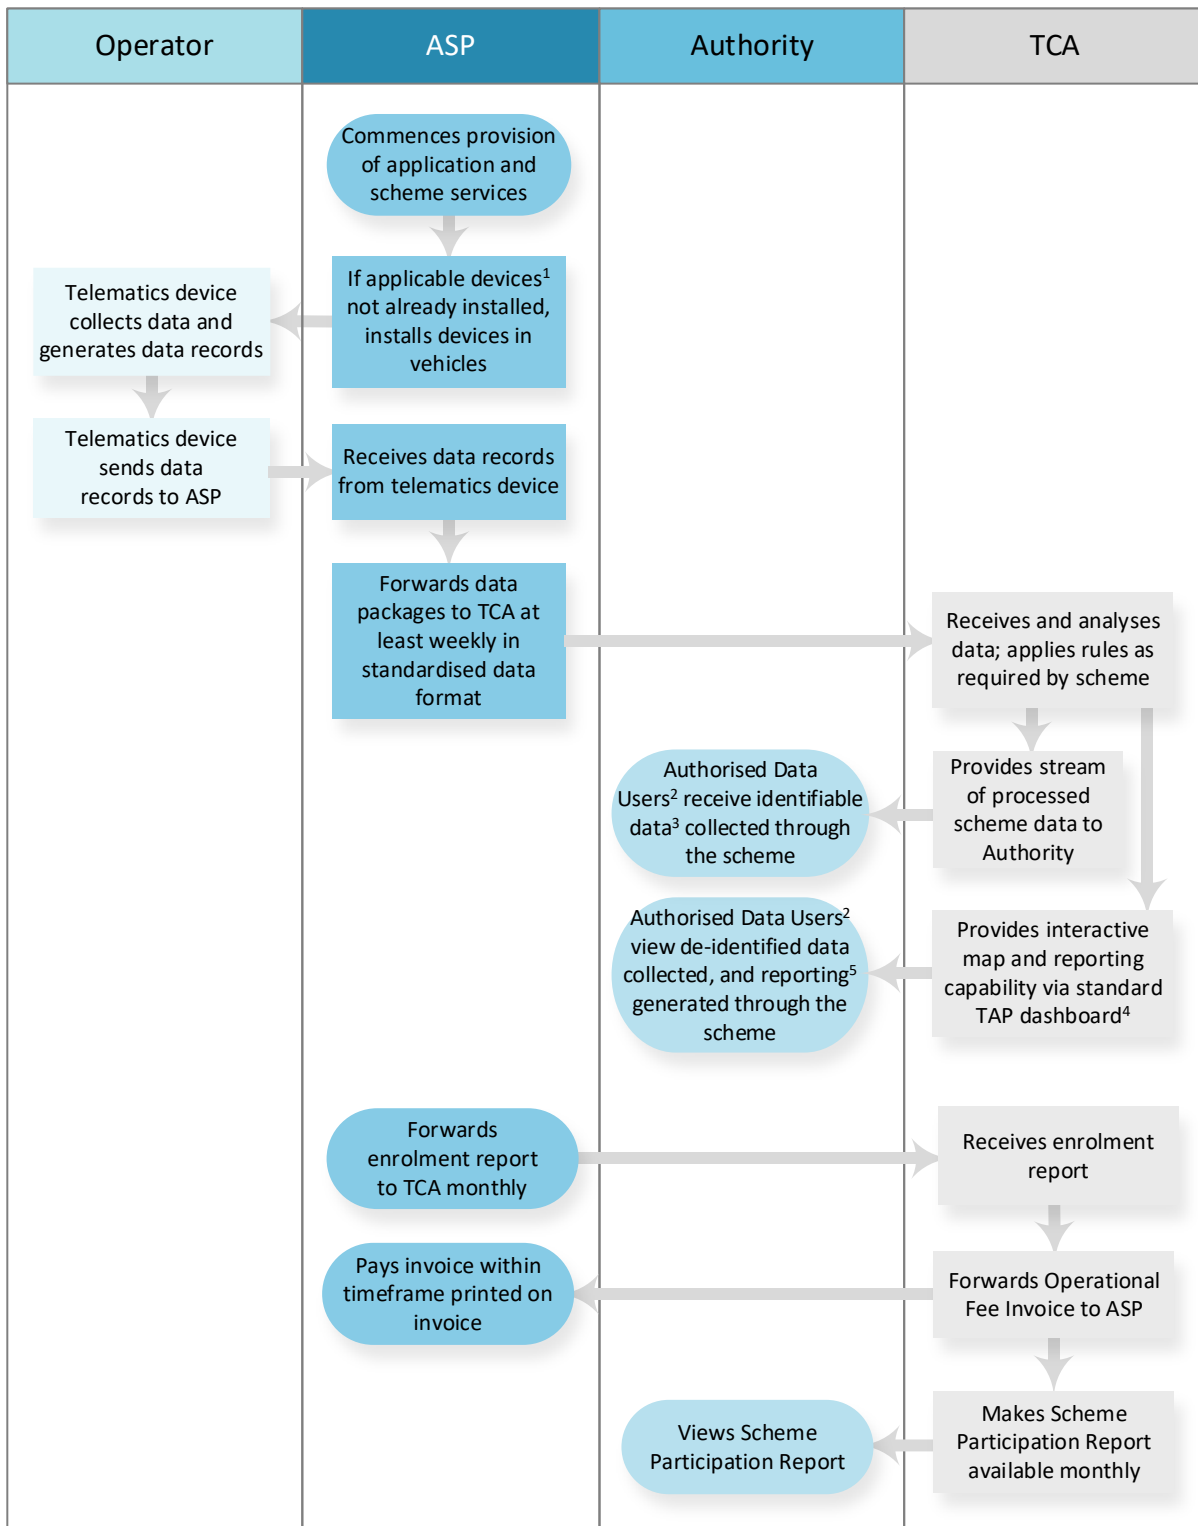 Operator
ASP
Authority
TCA
Commences provision
of application and
scheme services
If applicable devices¹
not already installed,
installs devices in
vehicles
Telematics device
collects data and
generates data records
Telematics device
sends data
records to ASP
Receives data records
from telematics device
Forwards data
packages to TCA at
least weekly in
standardised data
format
Receives and analyses
data; applies rules as
required by scheme
Provides stream
of processed
scheme data to
Authority
Authorised Data
Users² receive identifiable
data³ collected through
the scheme
Provides interactive
map and reporting
capability via standard
TAP dashboard⁴
Authorised Data Users²
view de-identified data
collected, and reporting⁵
generated through the
scheme
Forwards
enrolment report
to TCA monthly
Receives enrolment
report
Forwards Operational
Fee Invoice to ASP
Pays invoice within
timeframe printed on
invoice
Makes Scheme
Participation Report
available monthly
Views Scheme
Participation Report